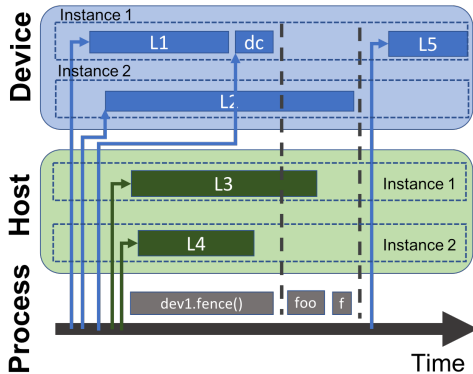 Device
Instance 1
L1
dc
L5
Instance 2
L2
Host
L3
Instance 1
L4
Instance 2
Process
dev1.fence()
foo
f
Time